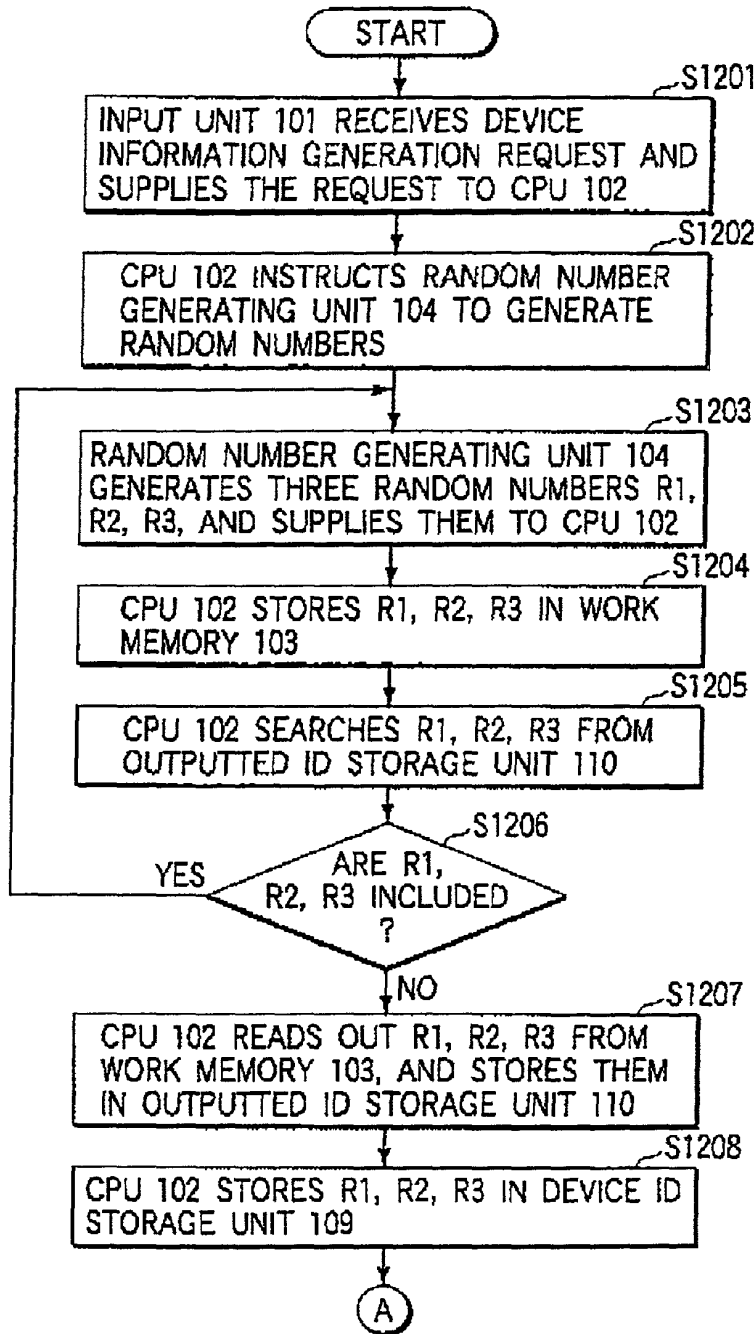 START
S1201
INPUT UNIT 101 RECEIVES DEVICE
INFORMATION GENERATION REQUEST AND
SUPPLIES THE REQUEST TO CPU 102
S1202
CPU 102 INSTRUCTS RANDOM NUMBER
GENERATING UNIT 104 TO GENERATE
RANDOM NUMBERS
S1203
RANDOM NUMBER GENERATING UNIT 104
GENERATES THREE RANDOM NUMBERS R1,
R2, R3, AND SUPPLIES THEM TO CPU 102
S1204
CPU 102 STORES R1, R2, R3 IN WORK
MEMORY 103
S1205
CPU 102 SEARCHES R1, R2, R3 FROM
OUTPUTTED ID STORAGE UNIT 110
S1206
YES
ARE R1,
R2, R3 INCLUDED
?
NO
S1207
CPU 102 READS OUT R1, R2, R3 FROM
WORK MEMORY 103, AND STORES THEM
IN OUTPUTTED ID STORAGE UNIT 110
S1208
CPU 102 STORES R1, R2, R3 IN DEVICE ID
STORAGE UNIT 109
A